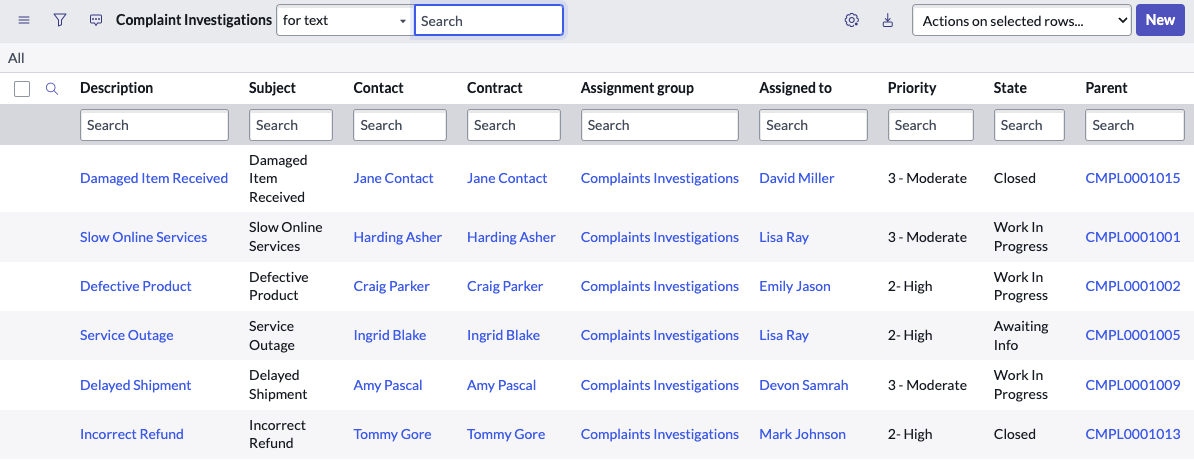 Complaint Investigations for text Search Actions on selected rows... New
All
Description Subject Contact Contract Assignment group Assigned to Priority State Parent
Search Search Search Search Search Search Search Search Search
Damaged Item Received Damaged Item Received Jane Contact Jane Contact Complaints Investigations David Miller 3 - Moderate Closed CMPL0001015
Slow Online Services Slow Online Services Harding Asher Harding Asher Complaints Investigations Lisa Ray 3 - Moderate Work In Progress CMPL0001001
Defective Product Defective Product Craig Parker Craig Parker Complaints Investigations Emily Jason 2- High Work In Progress CMPL0001002
Service Outage Service Outage Ingrid Blake Ingrid Blake Complaints Investigations Lisa Ray 2- High Awaiting Info CMPL0001005
Delayed Shipment Delayed Shipment Amy Pascal Amy Pascal Complaints Investigations Devon Samrah 3 - Moderate Work In Progress CMPL0001009
Incorrect Refund Incorrect Refund Tommy Gore Tommy Gore Complaints Investigations Mark Johnson 2- High Closed CMPL0001013